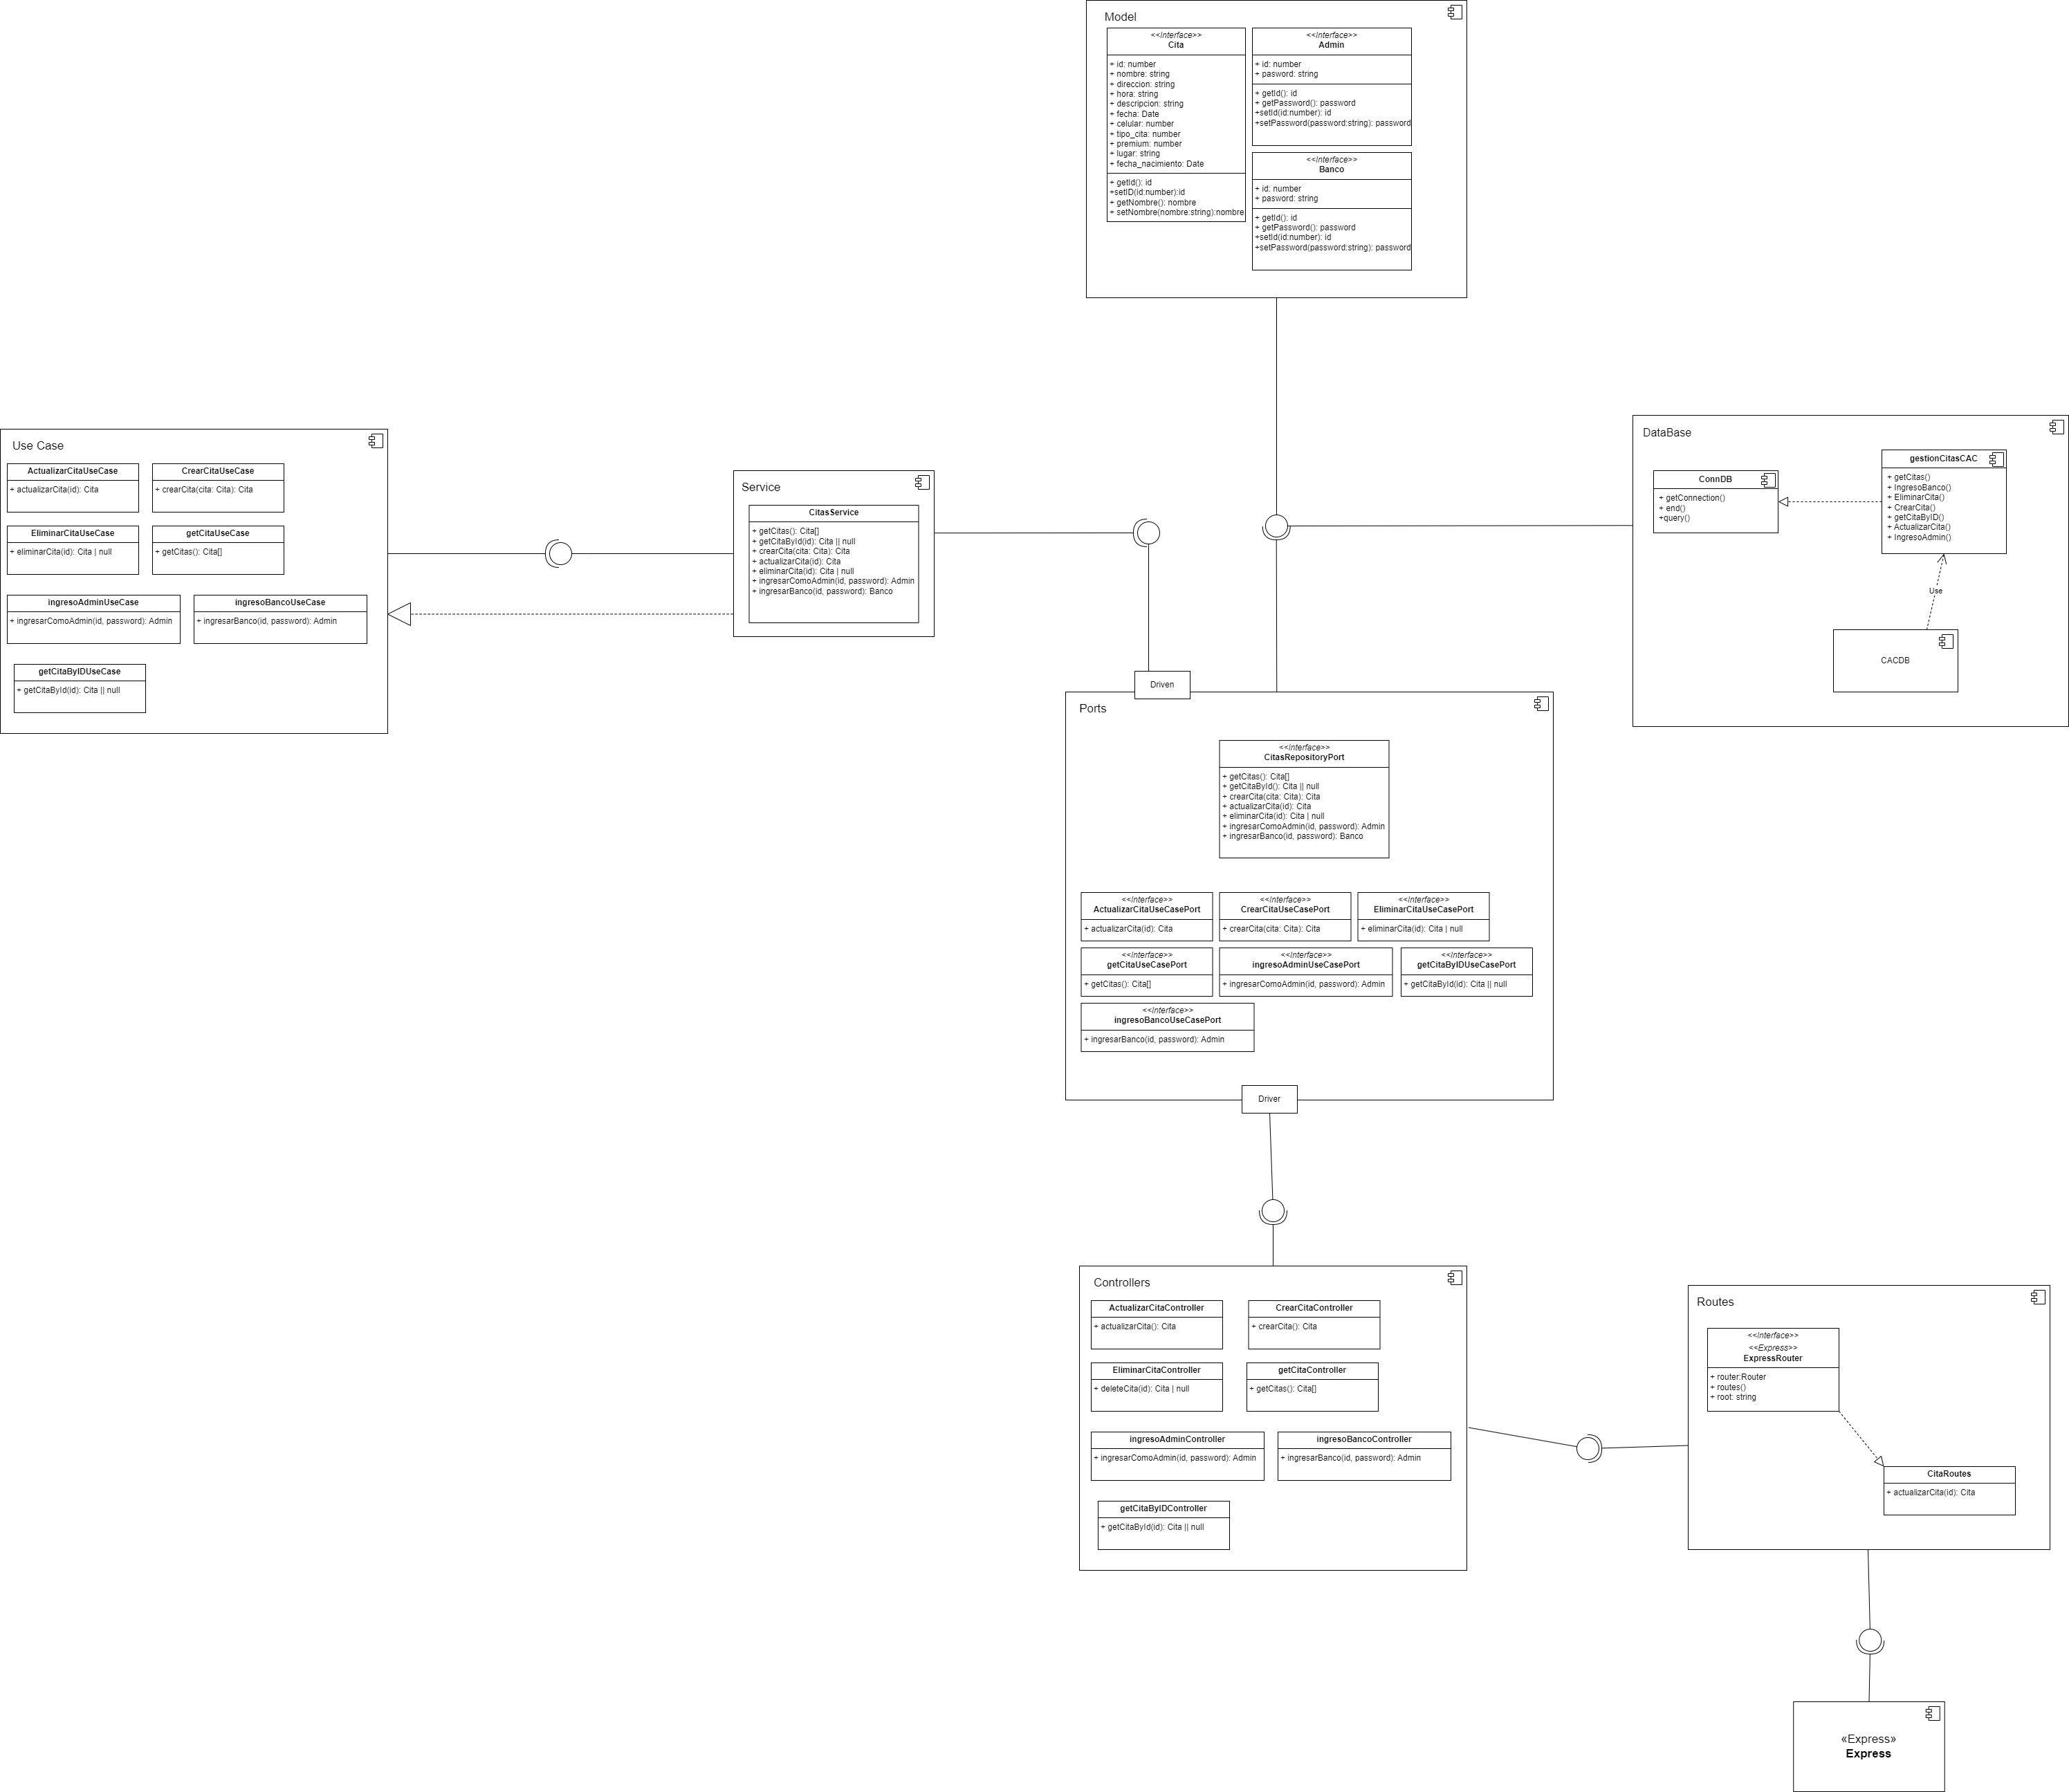 Model
<<Interface>>
Cita
+ id: number
+ nombre: string
+ direccion: string
+ hora: string
+ descripcion: string
+ fecha: Date
+ celular: number
+ tipo_cita: number
+ premium: number
+ lugar: string
+ fecha_nacimiento: Date
+ getId(): id
+setID(id:number):id
+ getNombre(): nombre
+ setNombre(nombre:string):nombre
<<Interface>>
Admin
+ id: number
+ pasword: string
+ getId(): id
+ getPassword(): password
+setId(id:number): id
+setPassword(password:string): password
<<Interface>>
Banco
+ id: number
+ pasword: string
+ getId(): id
+ getPassword(): password
+setId(id:number): id
+setPassword(password:string): password
Use Case
ActualizarCitaUseCase
+ actualizarCita(id): Cita
CrearCitaUseCase
+ crearCita(cita: Cita): Cita
EliminarCitaUseCase
+ eliminarCita(id): Cita | null
getCitaUseCase
+ getCitas(): Cita[]
ingresoAdminUseCase
+ ingresarComoAdmin(id, password): Admin
ingresoBancoUseCase
+ ingresarBanco(id, password): Admin
getCitaByIDUseCase
+ getCitaById(id): Cita || null
Service
CitasService
+ getCitas(): Cita[]
+ getCitaById(id): Cita || null
+ crearCita(cita: Cita): Cita
+ actualizarCita(id): Cita
+ eliminarCita(id): Cita | null
+ ingresarComoAdmin(id, password): Admin
+ ingresarBanco(id, password): Banco
DataBase
ConnDB
+ getConnection()
+ end()
+query()
gestionCitasCAC
+ getCitas()
+ IngresoBanco()
+ EliminarCita()
+ CrearCita()
+ getCitaByID()
+ ActualizarCita()
+ IngresoAdmin()
Use
CACDB
Driven
Ports
<<Interface>>
CitasRepositoryPort
+ getCitas(): Cita[]
+ getCitaById(): Cita || null
+ crearCita(cita: Cita): Cita
+ actualizarCita(id): Cita
+ eliminarCita(id): Cita | null
+ ingresarComoAdmin(id, password): Admin
+ ingresarBanco(id, password): Banco
<<Interface>>
ActualizarCitaUseCasePort
+ actualizarCita(id): Cita
<<Interface>>
CrearCitaUseCasePort
+ crearCita(cita: Cita): Cita
<<Interface>>
EliminarCitaUseCasePort
+ eliminarCita(id): Cita | null
<<Interface>>
getCitaUseCasePort
+ getCitas(): Cita[]
<<Interface>>
ingresoAdminUseCasePort
+ ingresarComoAdmin(id, password): Admin
<<Interface>>
getCitaByIDUseCasePort
+ getCitaById(id): Cita || null
<<Interface>>
ingresoBancoUseCasePort
+ ingresarBanco(id, password): Admin
Driver
Controllers
ActualizarCitaController
+ actualizarCita(): Cita
CrearCitaController
+ crearCita(): Cita
EliminarCitaController
+ deleteCita(id): Cita | null
getCitaController
+ getCitas(): Cita[]
ingresoAdminController
+ ingresarComoAdmin(id, password): Admin
ingresoBancoController
+ ingresarBanco(id, password): Admin
getCitaByIDController
+ getCitaById(id): Cita || null
Routes
<<Interface>>
<<Express>>
ExpressRouter
+ router:Router
+ routes()
+ root: string
CitaRoutes
+ actualizarCita(id): Cita
«Express»
Express